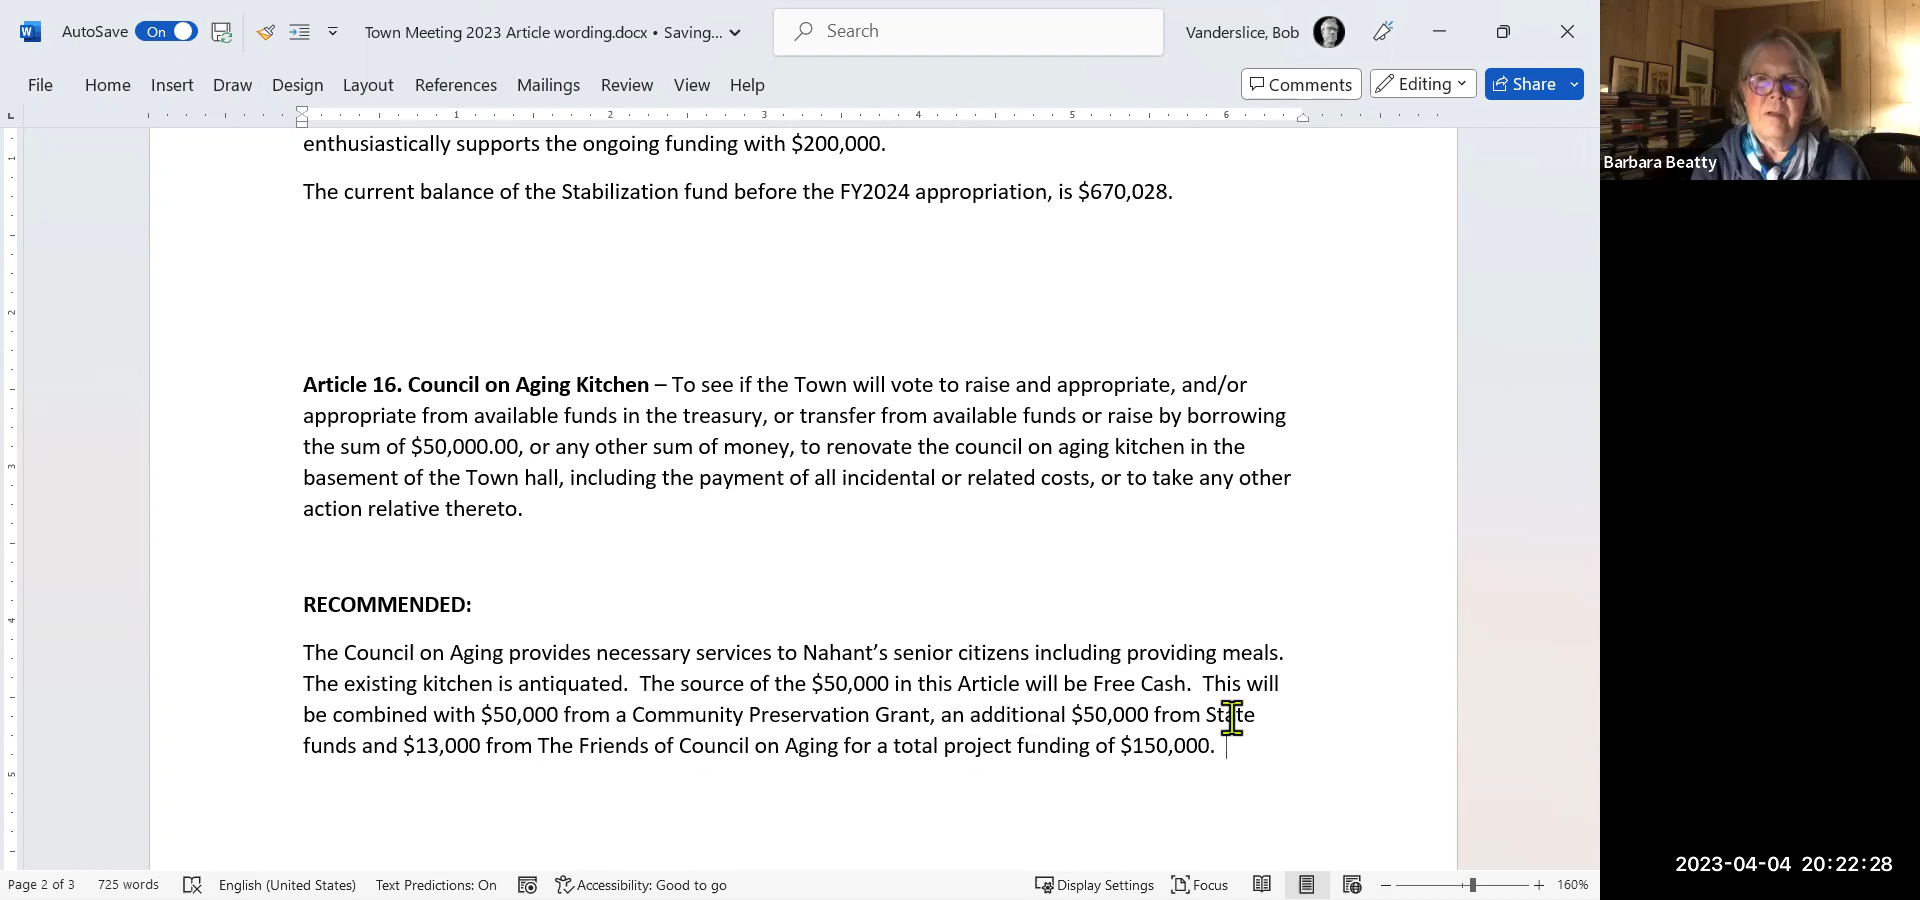 AutoSave On Town Meeting 2023 Article wording.docx • Saving... Search Vanderslice, Bob
File Home Insert Draw Design Layout References Mailings Review View Help Comments Editing Share
1 2 3 4 5 6
enthusiastically supports the ongoing funding with $200,000.
The current balance of the Stabilization fund before the FY2024 appropriation, is $670,028.
Article 16. Council on Aging Kitchen – To see if the Town will vote to raise and appropriate, and/or
appropriate from available funds in the treasury, or transfer from available funds or raise by borrowing
the sum of $50,000.00, or any other sum of money, to renovate the council on aging kitchen in the
basement of the Town hall, including the payment of all incidental or related costs, or to take any other
action relative thereto.
RECOMMENDED:
The Council on Aging provides necessary services to Nahant’s senior citizens including providing meals.
The existing kitchen is antiquated.  The source of the $50,000 in this Article will be Free Cash.  This will
be combined with $50,000 from a Community Preservation Grant, an additional $50,000 from State
funds and $13,000 from The Friends of Council on Aging for a total project funding of $150,000.
1
2
3
4
5
Page 2 of 3 725 words English (United States) Text Predictions: On Accessibility: Good to go Display Settings Focus 160%
Barbara Beatty
2023-04-04 20:22:28